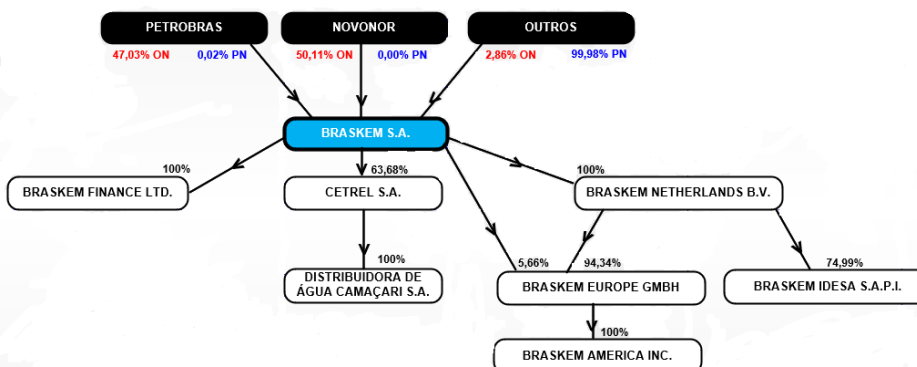 PETROBRAS
NOVONOR
OUTROS
47,03% ON
0,02% PN
50,11% ON
0,00% PN
2,86% ON
99,98% PN
BRASKEM S.A.
100%
63,68%
100%
BRASKEM FINANCE LTD.
CETREL S.A.
BRASKEM NETHERLANDS B.V.
100%
5,66%
94,34%
74,99%
DISTRIBUIDORA DE
ÁGUA CAMAÇARI S.A.
BRASKEM EUROPE GMBH
BRASKEM IDESA S.A.P.I.
100%
BRASKEM AMERICA INC.